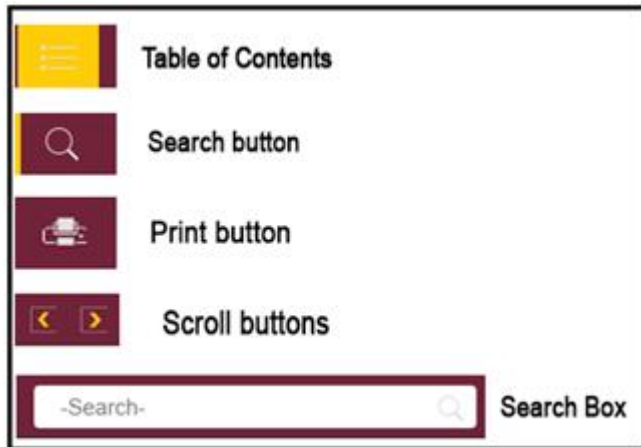 Table of Contents
Search button
Print button
Scroll buttons
-Search-
Search Box